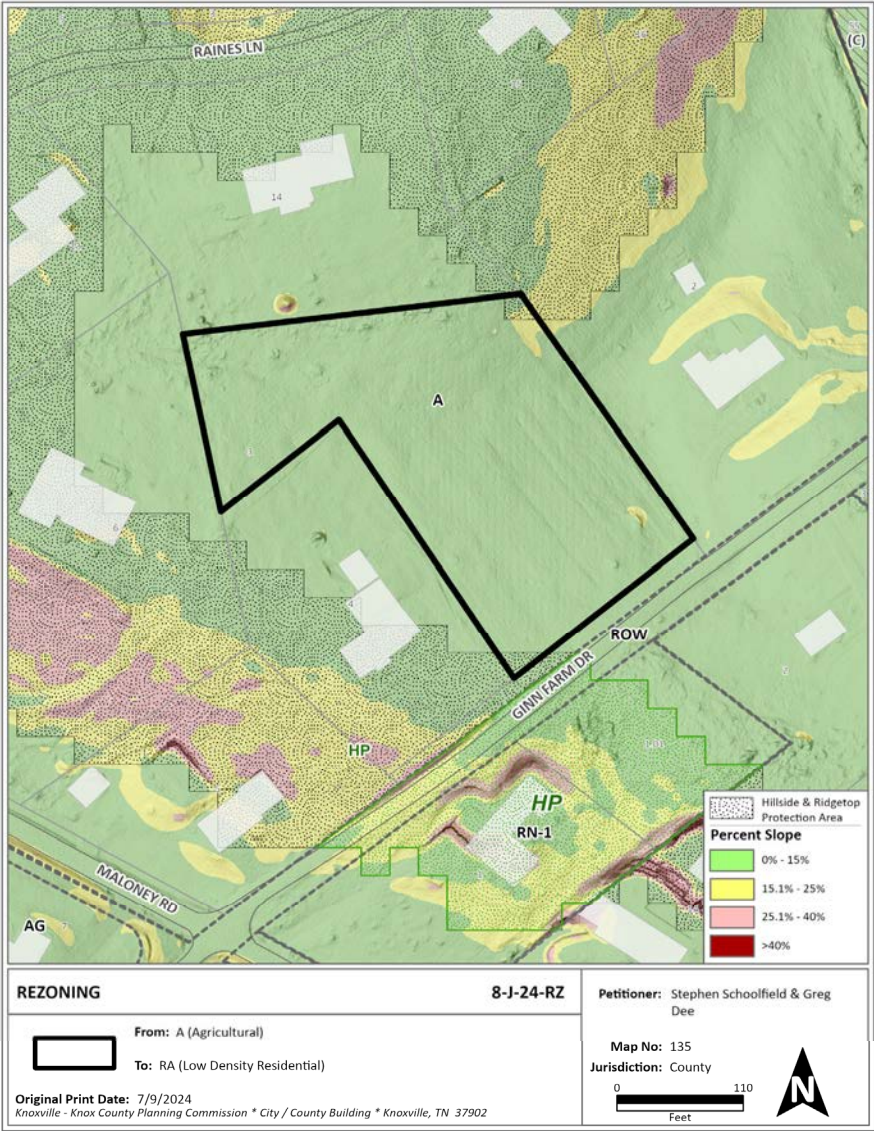 RAINES LN
(C)
14
2
A
6
4
ROW
GINN FARM DR
2
HP
HP
RN-1
MALONEY RD
AG
Hillside & Ridgetop
Protection Area
Percent Slope
0% - 15%
15.1% - 25%
25.1% - 40%
>40%
REZONING
8-J-24-RZ
From: A (Agricultural)
To: RA (Low Density Residential)
Original Print Date: 7/9/2024
Knoxville - Knox County Planning Commission * City / County Building * Knoxville, TN 37902
Petitioner: Stephen Schoolfield & Greg
Dee
Map No: 135
Jurisdiction: County
0 110
Feet
N